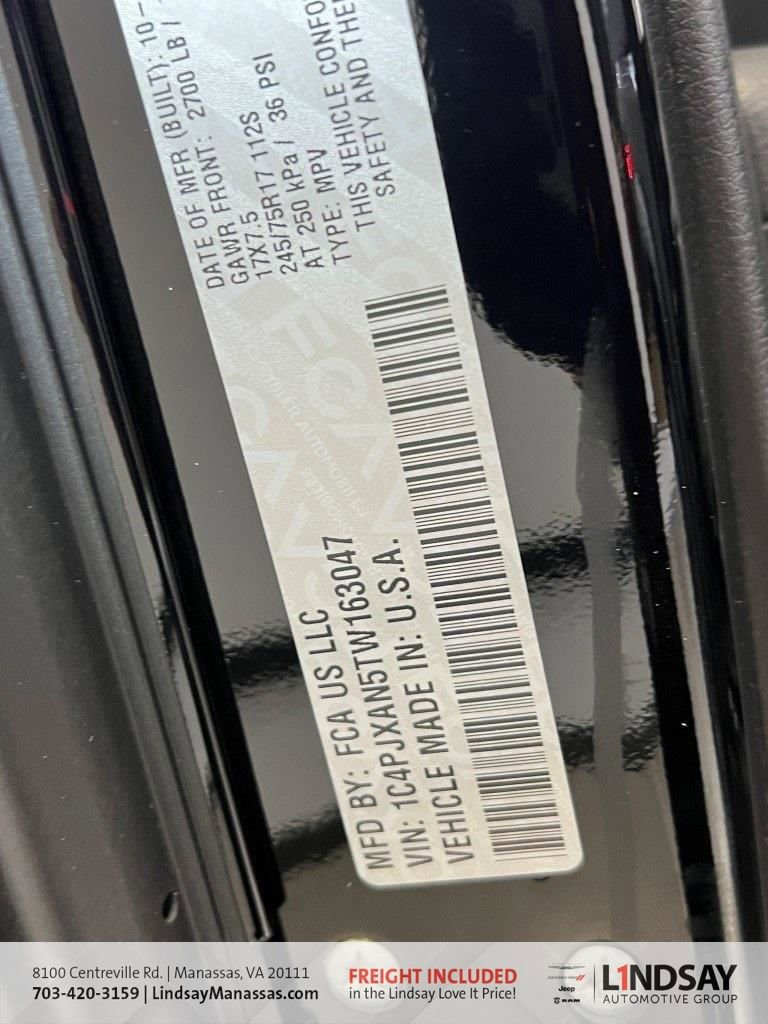 MFD BY: FCA US LLC
DATE OF MFR (BUILT): 10-
GAWR FRONT: 2700 LB /
17X7.5
245/75R17 112S
AT 250 kPa / 36 PSI
TYPE: MPV
THIS VEHICLE CONFO
SAFETY AND THE
VIN: 1C4PJXAN5TW163047
VEHICLE MADE IN: U.S.A.
8100 Centreville Rd. | Manassas, VA 20111
703-420-3159 | LindsayManassas.com
FREIGHT INCLUDED
in the Lindsay Love It Price!
Jeep
RAM
L1NDSAY
AUTOMOTIVE GROUP